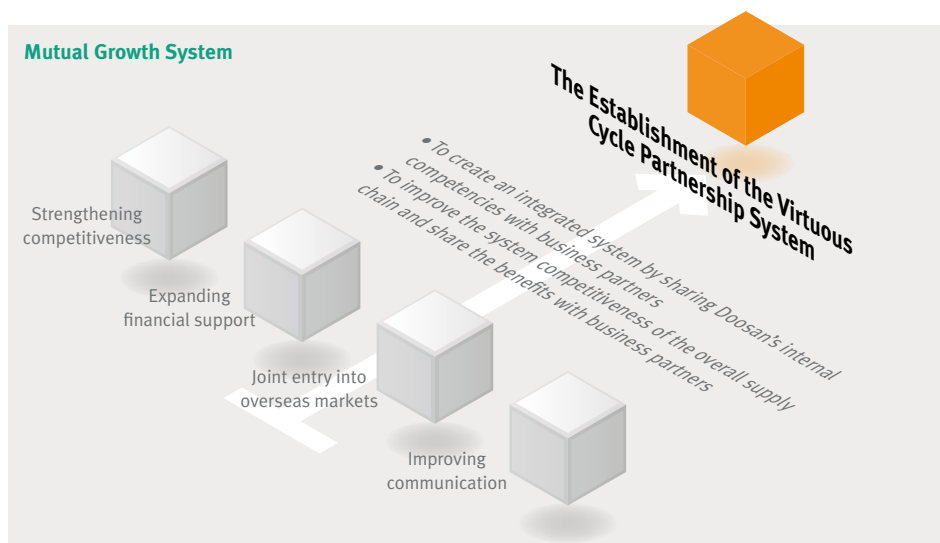 Mutual Growth System
The Establishment of the Virtuous
Cycle Partnership System
• To create an integrated system by sharing Doosan's internal
competencies with business partners
• To improve the system competitiveness of the overall supply
chain and share the benefits with business partners
Strengthening
competitiveness
Expanding
financial support
Joint entry into
overseas markets
Improving
communication